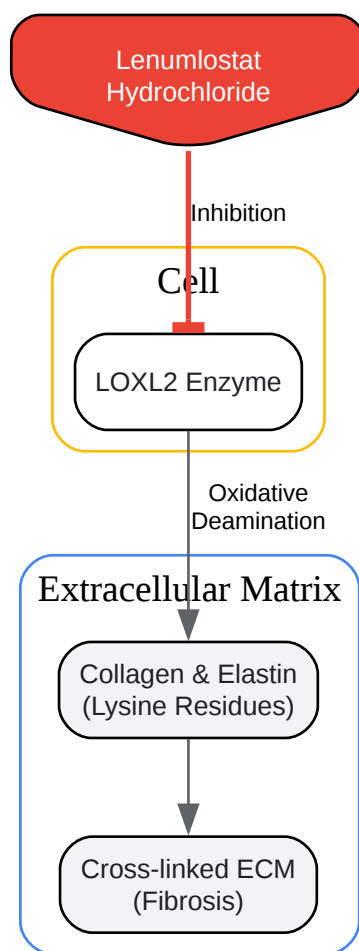 Lenumlostat
Hydrochloride
Inhibition
Cell
LOXL2 Enzyme
Oxidative
Deamination
Extracellular Matrix
Collagen & Elastin
(Lysine Residues)
Cross-linked ECM
(Fibrosis)